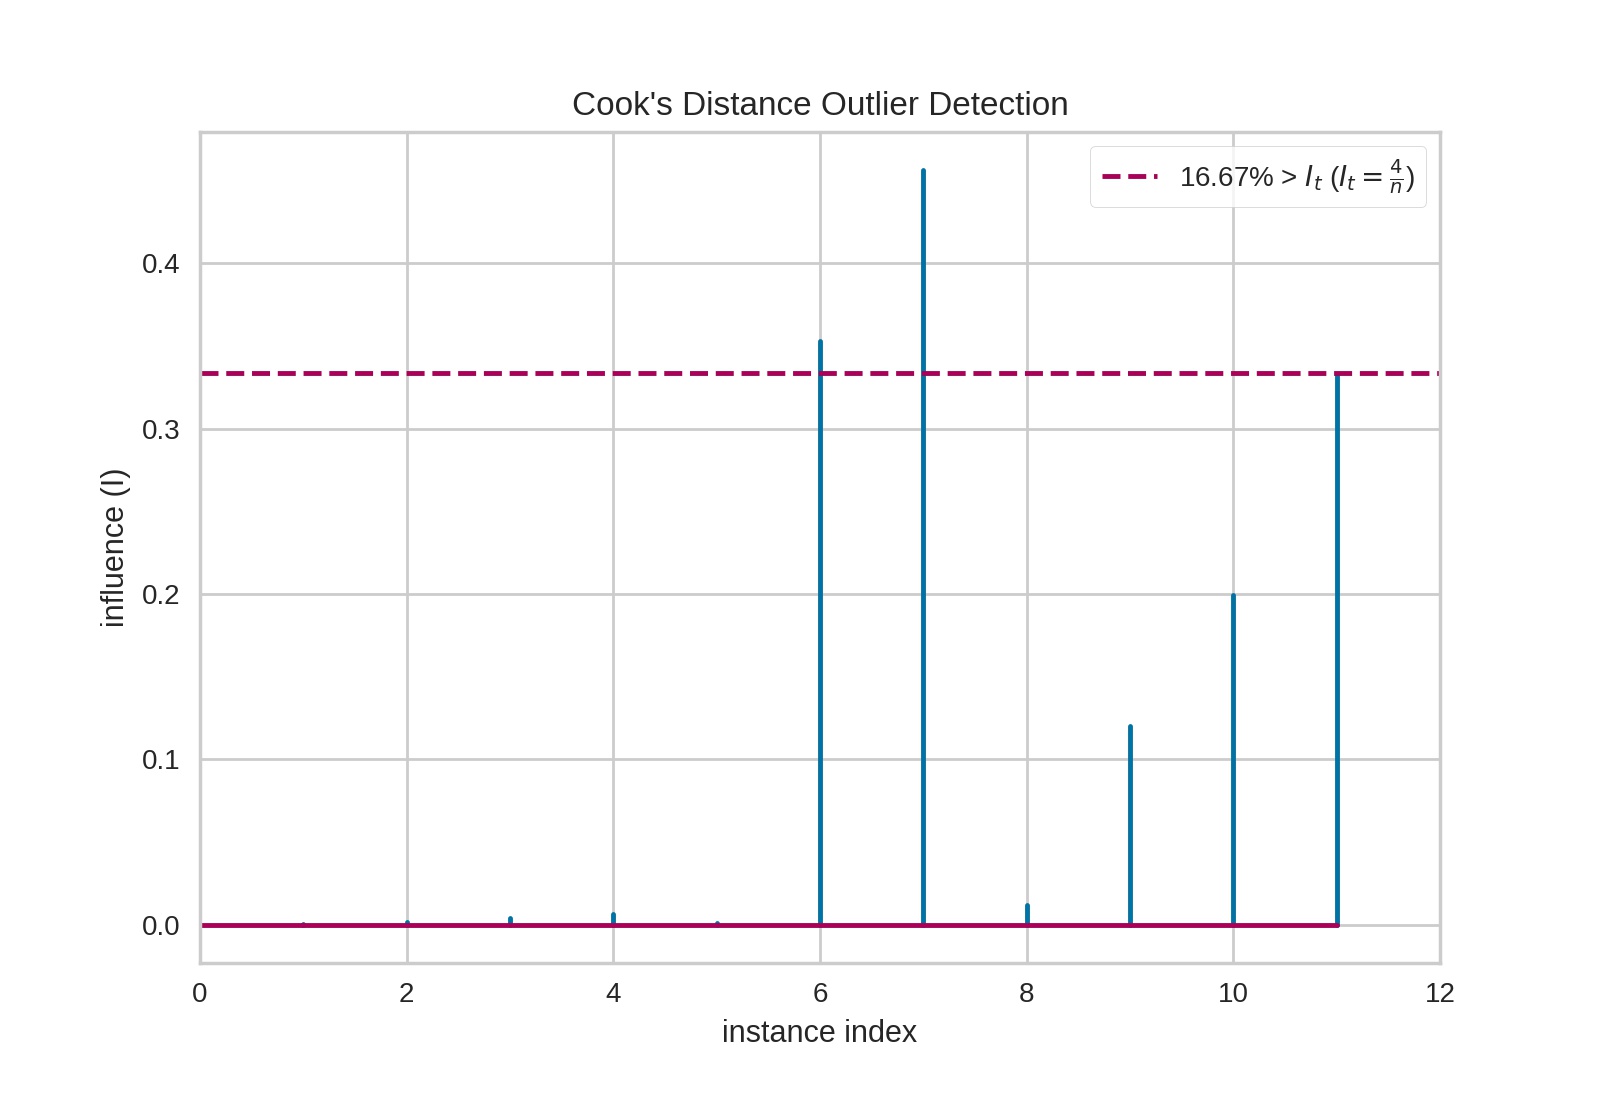 Cook's Distance Outlier Detection
16.67% > I_t (I_t = 4/n)
0.4
0.3
0.2
0.1
0.0
influence (I)
0 2 4 6 8 10 12
instance index